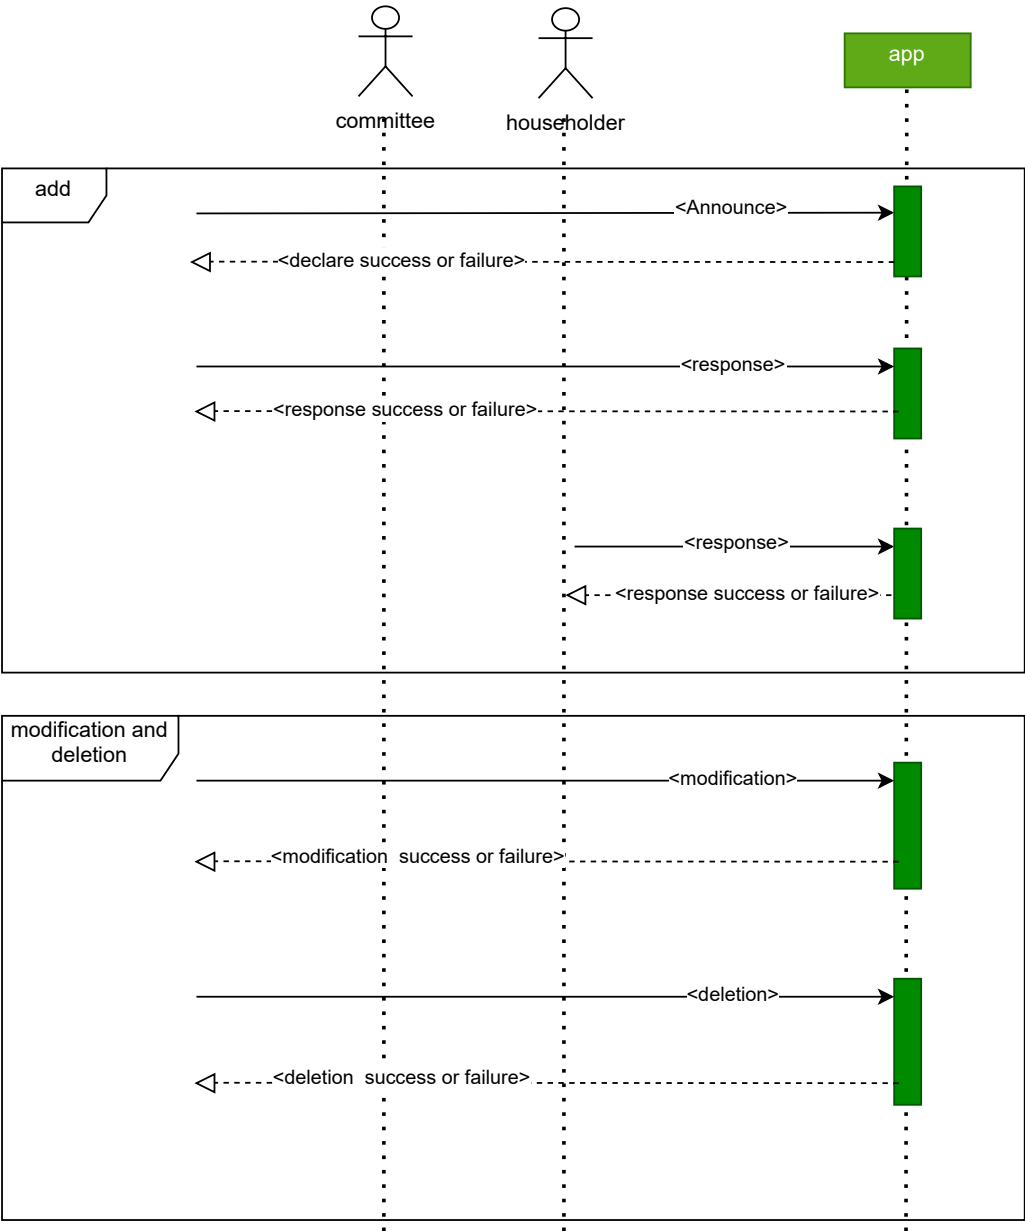 committee
householder
app
add
<Announce>
<declare success or failure>
<response>
<response success or failure>
<response>
<response success or failure>
modification and
deletion
<modification>
<modification  success or failure>
<deletion>
<deletion  success or failure>